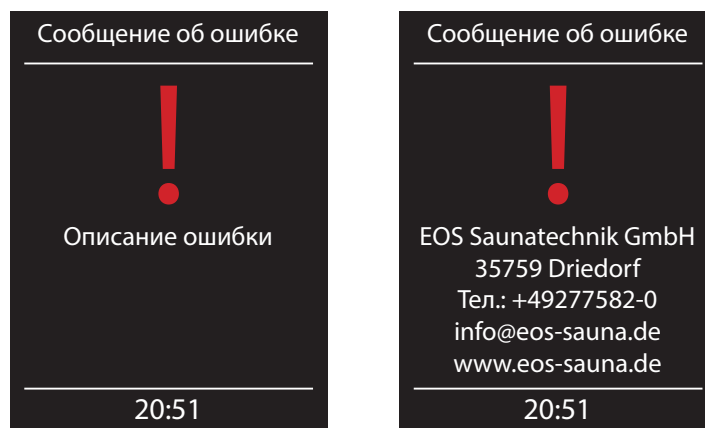 Сообщение об ошибке
Описание ошибки
20:51
Сообщение об ошибке
EOS Saunatechnik GmbH
35759 Driedorf
Тел.: +49277582-0
info@eos-sauna.de
www.eos-sauna.de
20:51